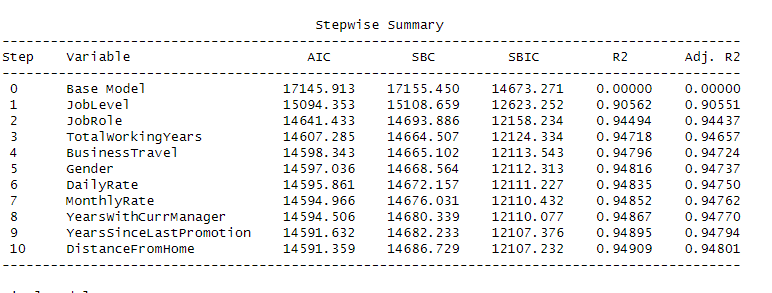 Stepwise Summary
---------------------------------------------------------------------------------------------
Step    Variable                        AIC          SBC         SBIC         R2       Adj. R2
---------------------------------------------------------------------------------------------
0      Base Model                 17145.913    17155.450    14673.271    0.00000    0.00000
1      JobLevel                   15094.353    15108.659    12623.252    0.90562    0.90551
2      JobRole                    14641.433    14693.886    12158.234    0.94494    0.94437
3      TotalWorkingYears          14607.285    14664.507    12124.334    0.94718    0.94657
4      BusinessTravel             14598.343    14665.102    12113.543    0.94796    0.94724
5      Gender                     14597.036    14668.564    12112.313    0.94816    0.94737
6      DailyRate                  14595.861    14672.157    12111.227    0.94835    0.94750
7      MonthlyRate                14594.966    14676.031    12110.432    0.94852    0.94762
8      YearsWithCurrManager       14594.506    14680.339    12110.077    0.94867    0.94770
9      YearsSinceLastPromotion    14591.632    14682.233    12107.376    0.94895    0.94794
10     DistanceFromHome           14591.359    14686.729    12107.232    0.94909    0.94801
---------------------------------------------------------------------------------------------